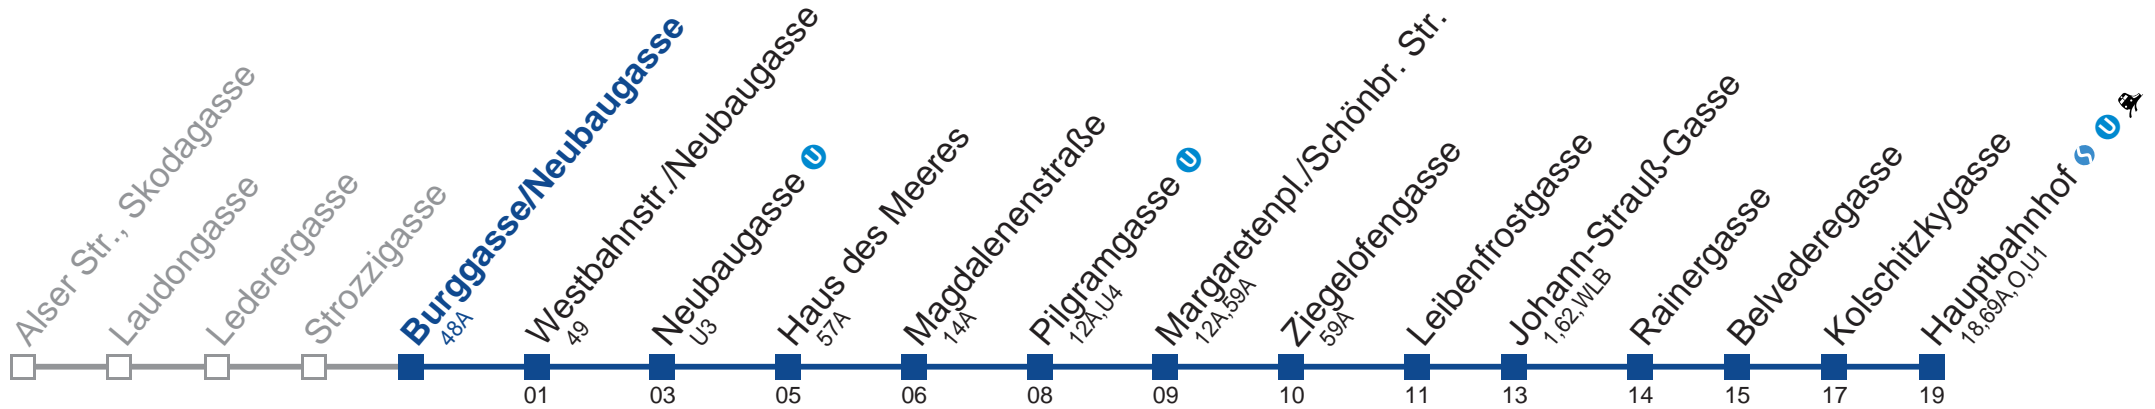 Alser Str., Skodagasse
Laudongasse
Lederergasse
Strozzigasse
Burggasse/Neubaugasse
48A
Westbahnstr./Neubaugasse
49
01
Neubaugasse U
U3
03
Haus des Meeres
57A
05
Magdalenenstraße
14A
06
Pilgramgasse U
12A,U4
08
Margaretenpl./Schönbr. Str.
12A,59A
09
Ziegelofengasse
59A
10
Leibenfrostgasse
11
Johann-Strauß-Gasse
1,62,WLB
13
Rainergasse
14
Belvederegasse
15
Kolschitzkygasse
17
Hauptbahnhof S U
18,69A,O,U1
19